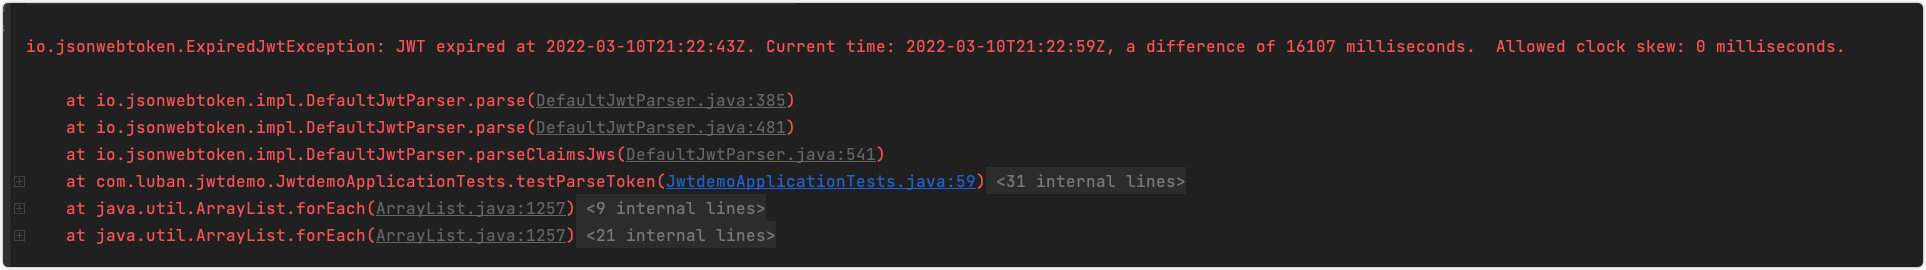 io.jsonwebtoken.ExpiredJwtException: JWT expired at 2022-03-10T21:22:43Z. Current time: 2022-03-10T21:22:59Z, a difference of 16107 milliseconds.  Allowed clock skew: 0 milliseconds.
at io.jsonwebtoken.impl.DefaultJwtParser.parse(DefaultJwtParser.java:385)
at io.jsonwebtoken.impl.DefaultJwtParser.parse(DefaultJwtParser.java:481)
at io.jsonwebtoken.impl.DefaultJwtParser.parseClaimsJws(DefaultJwtParser.java:541)
at com.luban.jwtdemo.JwtdemoApplicationTests.testParseToken(JwtdemoApplicationTests.java:59) <31 internal lines>
at java.util.ArrayList.forEach(ArrayList.java:1257) <9 internal lines>
at java.util.ArrayList.forEach(ArrayList.java:1257) <21 internal lines>